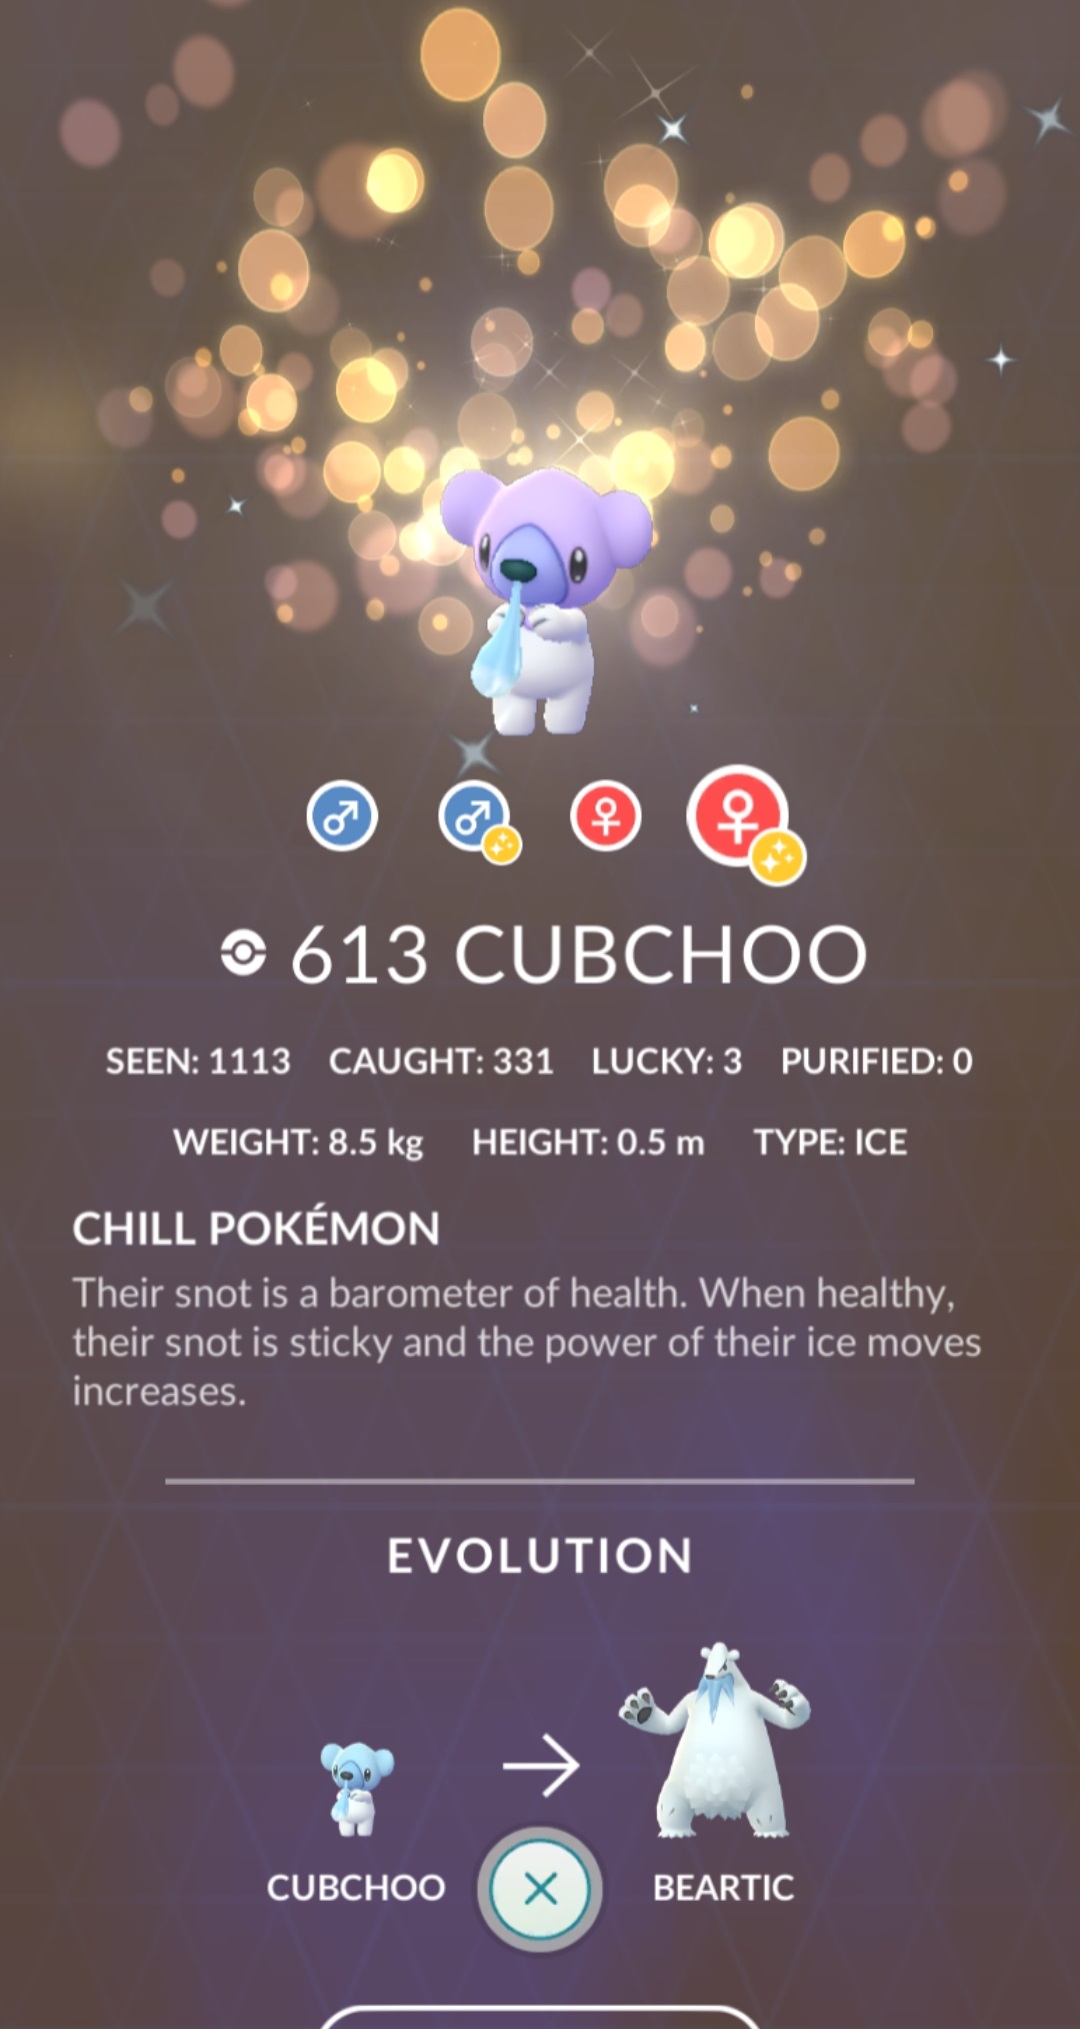 613 CUBCHOO
SEEN: 1113 CAUGHT: 331 LUCKY: 3 PURIFIED: 0
WEIGHT: 8.5 kg HEIGHT: 0.5 m TYPE: ICE
CHILL POKÉMON
Their snot is a barometer of health. When healthy,
their snot is sticky and the power of their ice moves
increases.
EVOLUTION
CUBCHOO BEARTIC